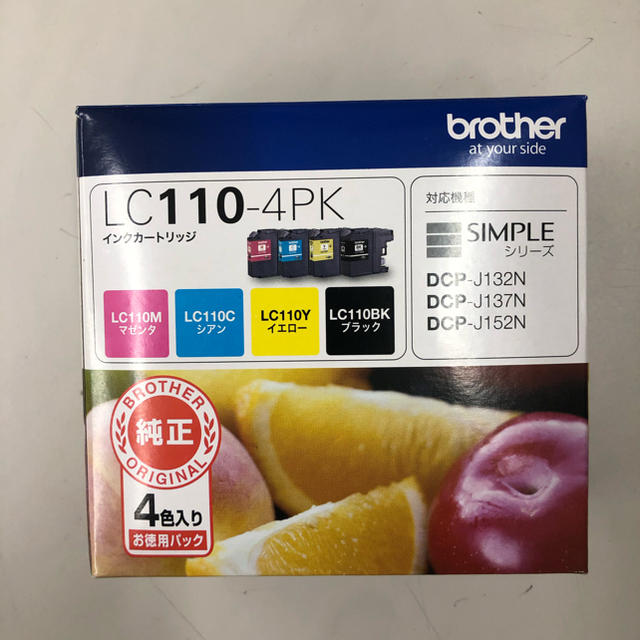 brother
at your side
LC110-4PK
インクカートリッジ
LC110M
マゼンタ
LC110C
シアン
LC110Y
イエロー
LC110BK
ブラック
対応機種
SIMPLE
シリーズ
DCP-J132N
DCP-J137N
DCP-J152N
BROTHER
純正
ORIGINAL
4色入り
お徳用パック